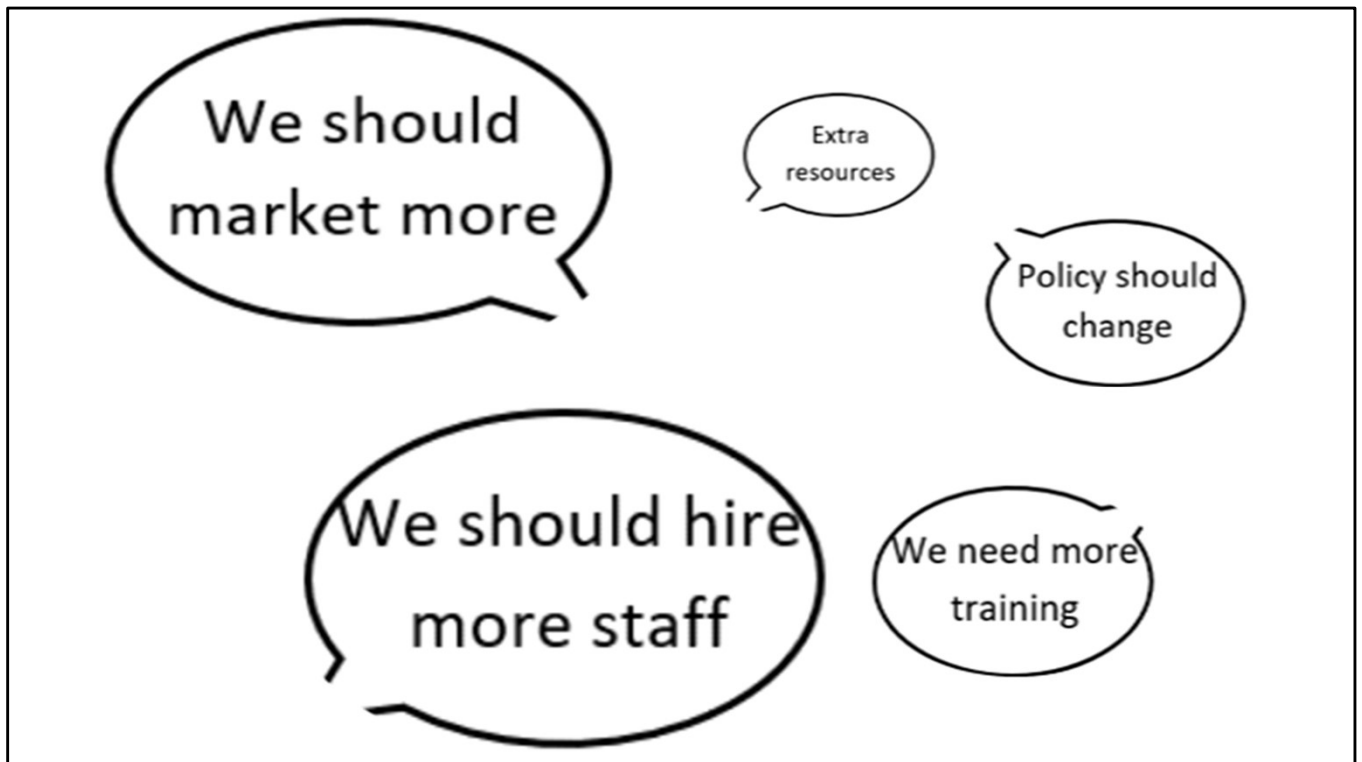 We should
market more
Extra
resources
Policy should
change
We should hire
more staff
We need more
training